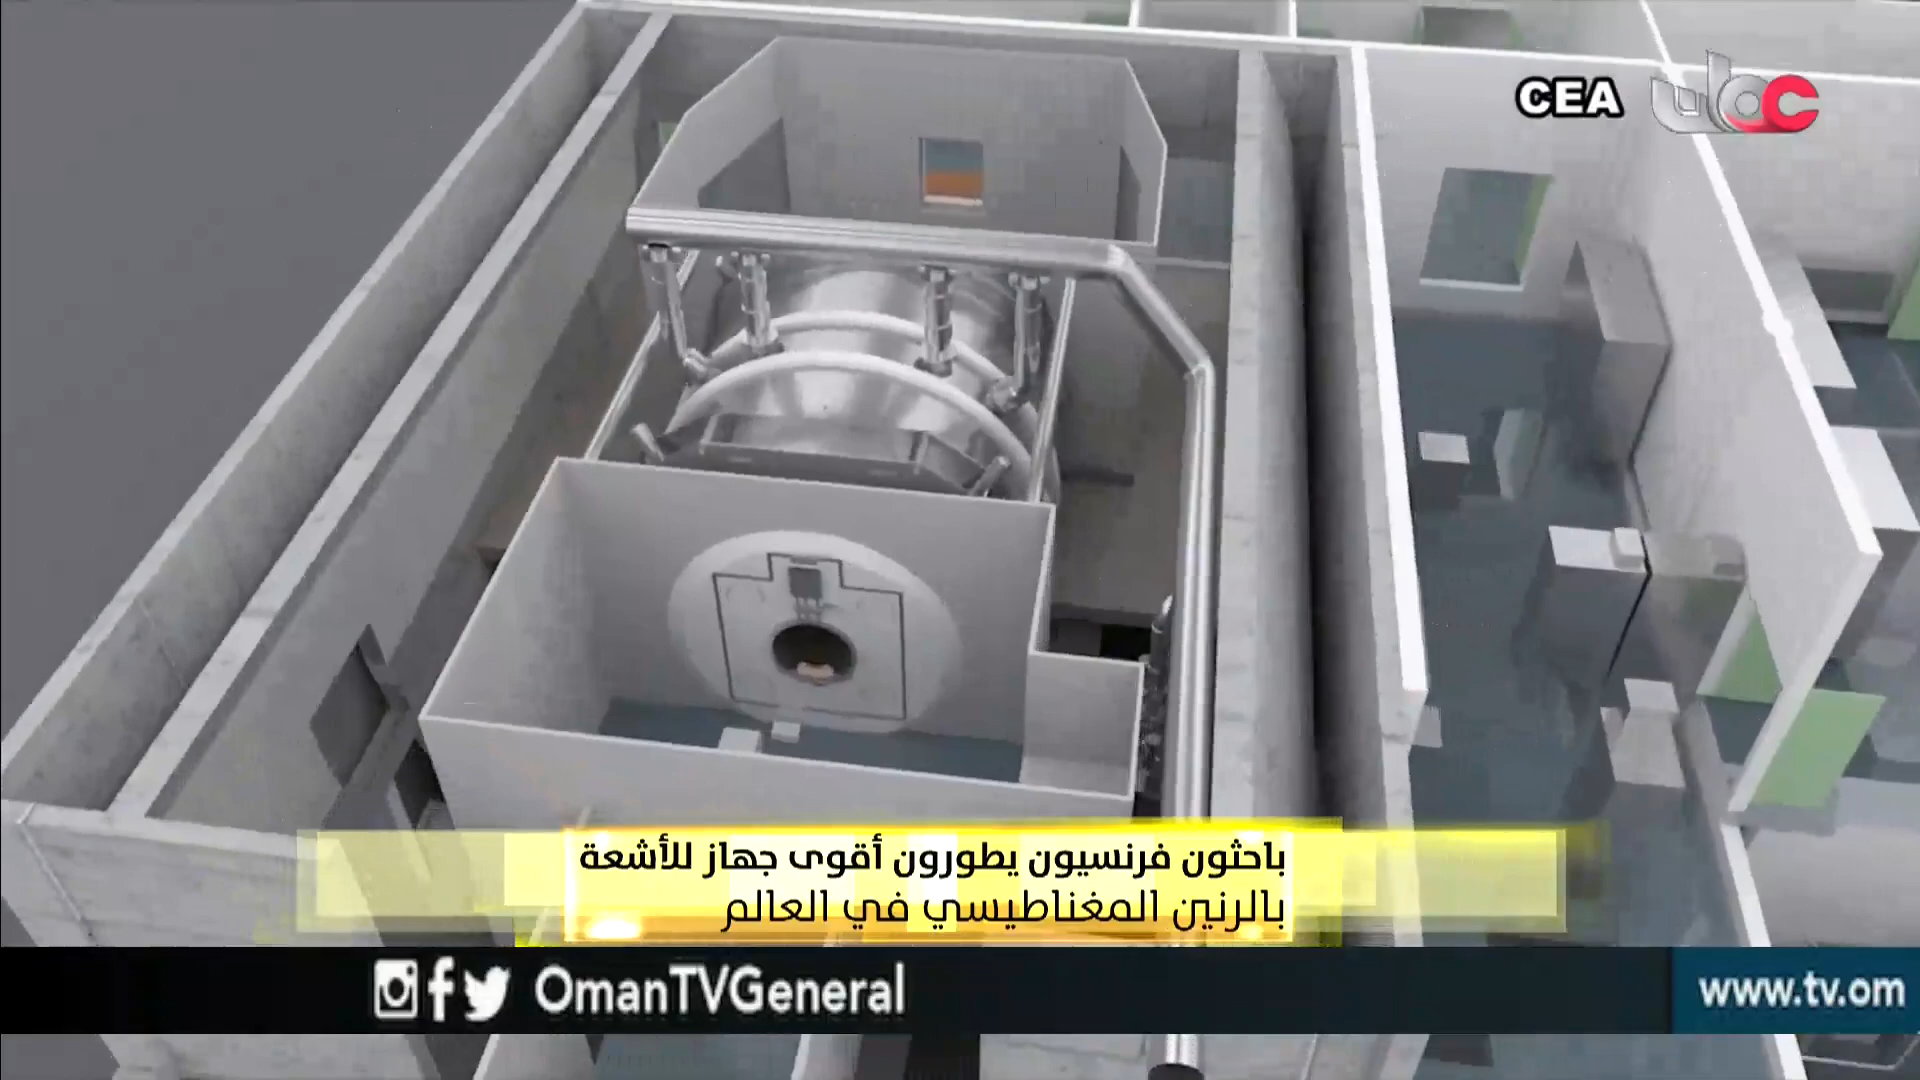 CEA
باحثون فرنسيون يطورون أقوى جهاز للأشعة
بالرنين المغناطيسي في العالم
OmanTVGeneral
www.tv.om